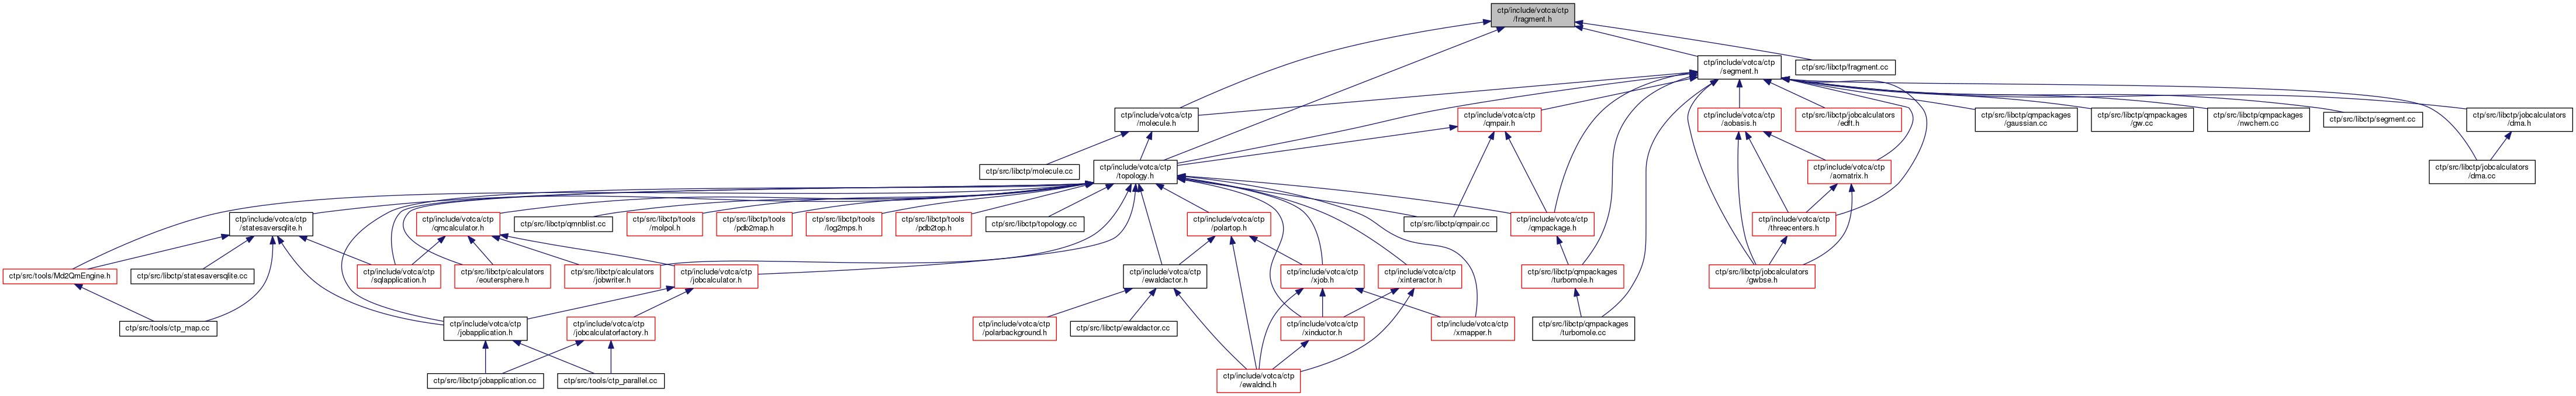 ctp/include/votca/ctp
/fragment.h
ctp/include/votca/ctp
/segment.h
ctp/src/libctp/fragment.cc
ctp/include/votca/ctp
/molecule.h
ctp/include/votca/ctp
/qmpair.h
ctp/include/votca/ctp
/aobasis.h
ctp/src/libctp/jobcalculators
/edft.h
ctp/src/libctp/qmpackages
/gaussian.cc
ctp/src/libctp/qmpackages
/gw.cc
ctp/src/libctp/qmpackages
/nwchem.cc
ctp/src/libctp/segment.cc
ctp/src/libctp/jobcalculators
/dma.h
ctp/src/libctp/molecule.cc
ctp/include/votca/ctp
/topology.h
ctp/include/votca/ctp
/aomatrix.h
ctp/src/libctp/jobcalculators
/dma.cc
ctp/include/votca/ctp
/statesaversqlite.h
ctp/include/votca/ctp
/qmcalculator.h
ctp/src/libctp/qmnblist.cc
ctp/src/libctp/tools
/molpol.h
ctp/src/libctp/tools
/pdb2map.h
ctp/src/libctp/tools
/log2mps.h
ctp/src/libctp/tools
/pdb2top.h
ctp/src/libctp/topology.cc
ctp/include/votca/ctp
/polartop.h
ctp/src/libctp/qmpair.cc
ctp/include/votca/ctp
/qmpackage.h
ctp/include/votca/ctp
/threecenters.h
ctp/src/tools/Md2QmEngine.h
ctp/src/libctp/statesaversqlite.cc
ctp/include/votca/ctp
/sqlapplication.h
ctp/src/libctp/calculators
/eoutersphere.h
ctp/src/libctp/calculators
/jobwriter.h
ctp/include/votca/ctp
/jobcalculator.h
ctp/include/votca/ctp
/ewaldactor.h
ctp/include/votca/ctp
/xjob.h
ctp/include/votca/ctp
/xinteractor.h
ctp/src/libctp/qmpackages
/turbomole.h
ctp/src/libctp/jobcalculators
/gwbse.h
ctp/src/tools/ctp_map.cc
ctp/include/votca/ctp
/jobapplication.h
ctp/include/votca/ctp
/jobcalculatorfactory.h
ctp/include/votca/ctp
/polarbackground.h
ctp/src/libctp/ewaldactor.cc
ctp/include/votca/ctp
/xinductor.h
ctp/include/votca/ctp
/xmapper.h
ctp/src/libctp/qmpackages
/turbomole.cc
ctp/src/libctp/jobapplication.cc
ctp/src/tools/ctp_parallel.cc
ctp/include/votca/ctp
/ewaldnd.h